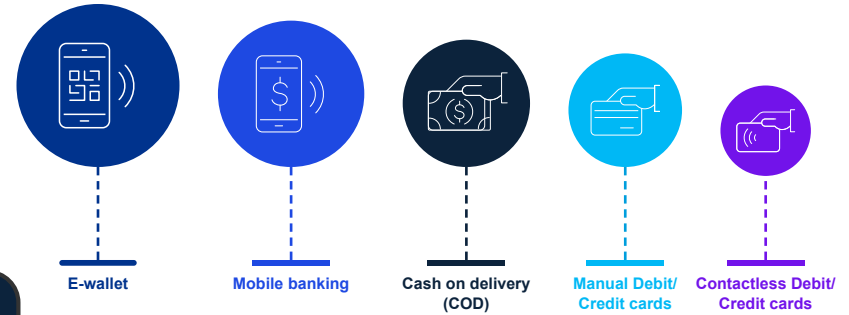 E-wallet
Mobile banking
Cash on delivery
(COD)
Manual Debit/
Credit cards
Contactless Debit/
Credit cards